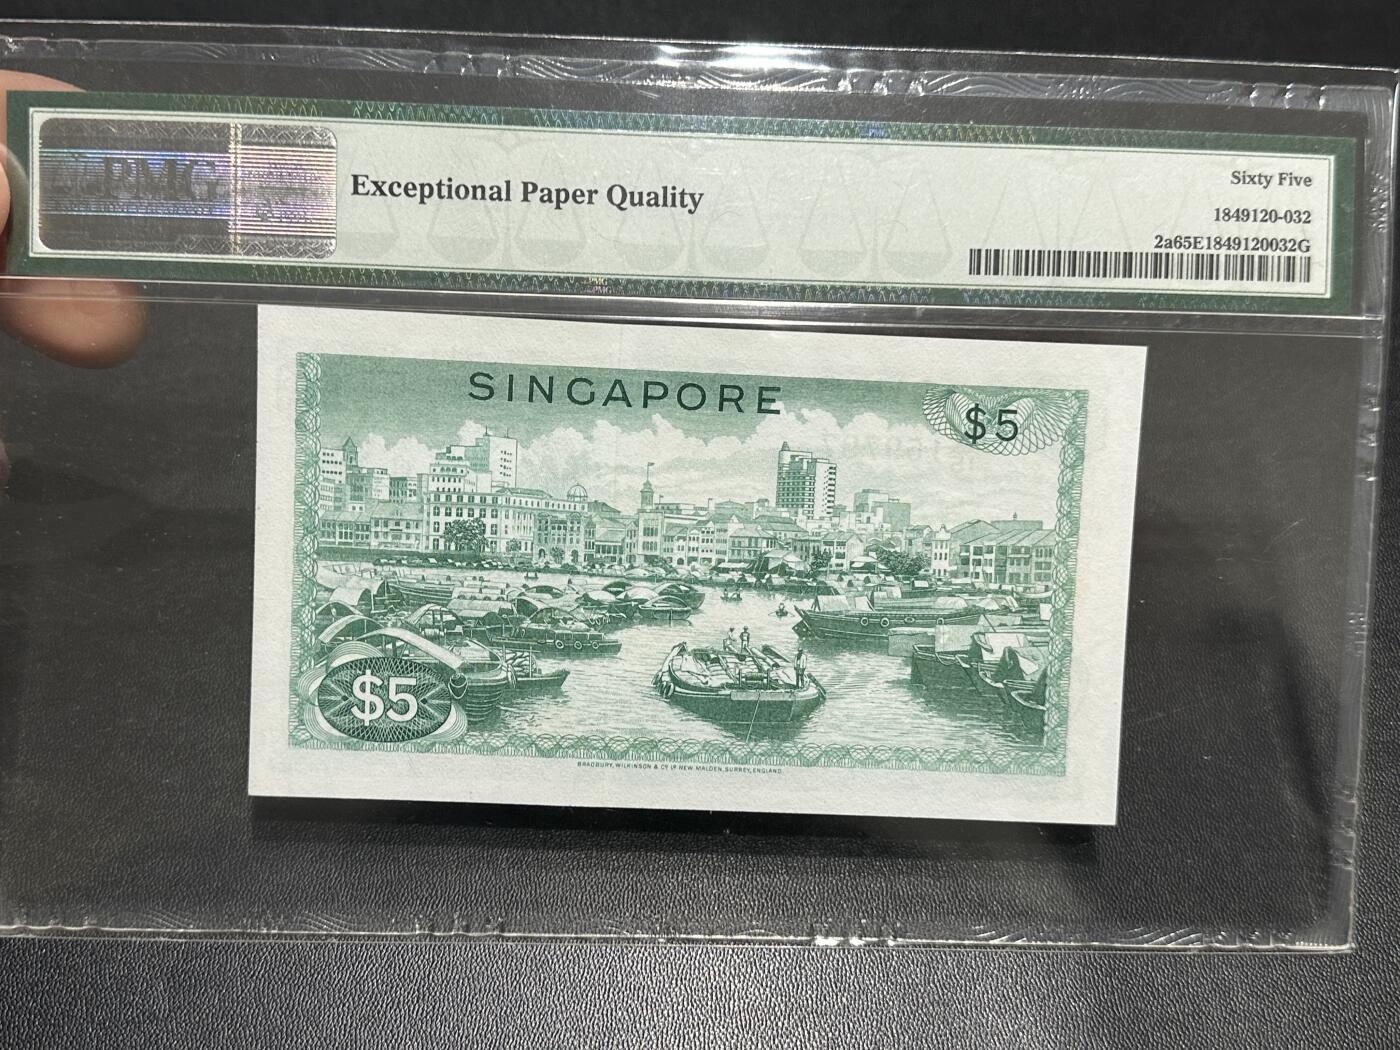 PMG
Exceptional Paper Quality
Sixty Five
1849120-032
2a65E1849120032G
SINGAPORE
$5
$5
BRADBURY, WILKINSON & Cº Lᴰ NEW MALDEN, SURREY, ENGLAND.